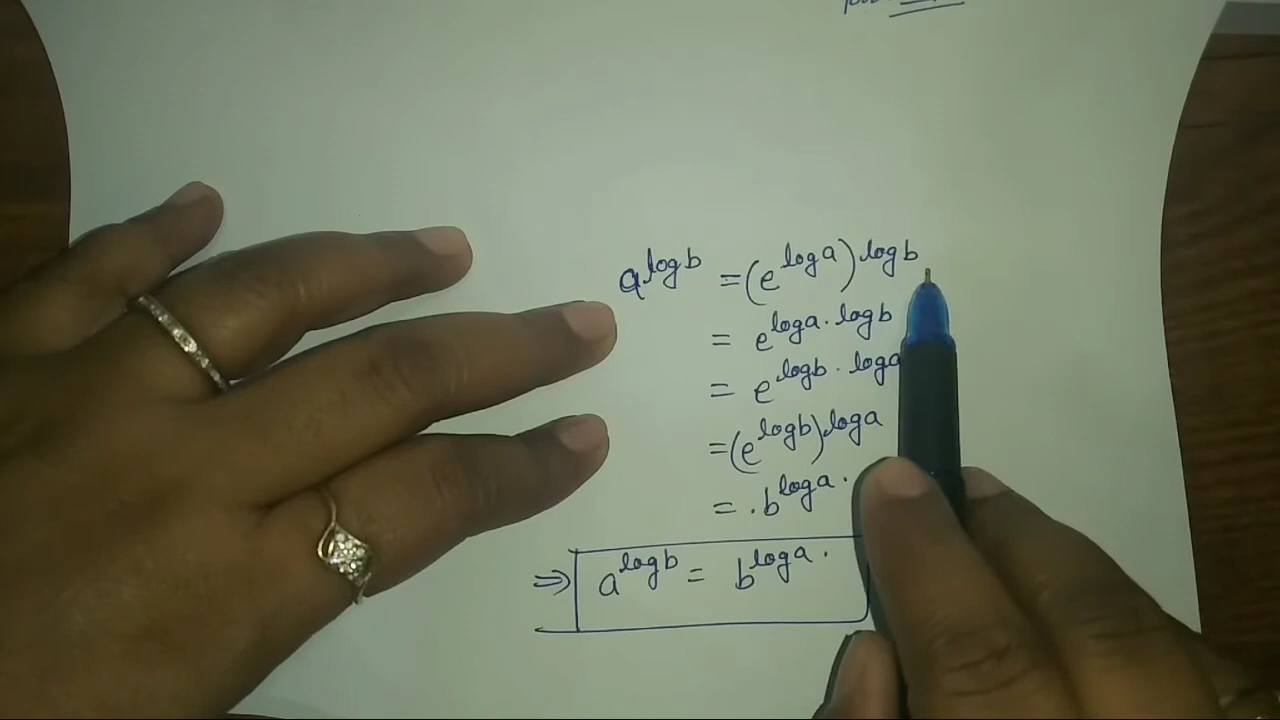 a^log b = (e^log a)^log b
= e^log a · log b
= e^log b · log a
= (e^log b)^log a
= . b^log a .
⇒ a^log b = b^log a .